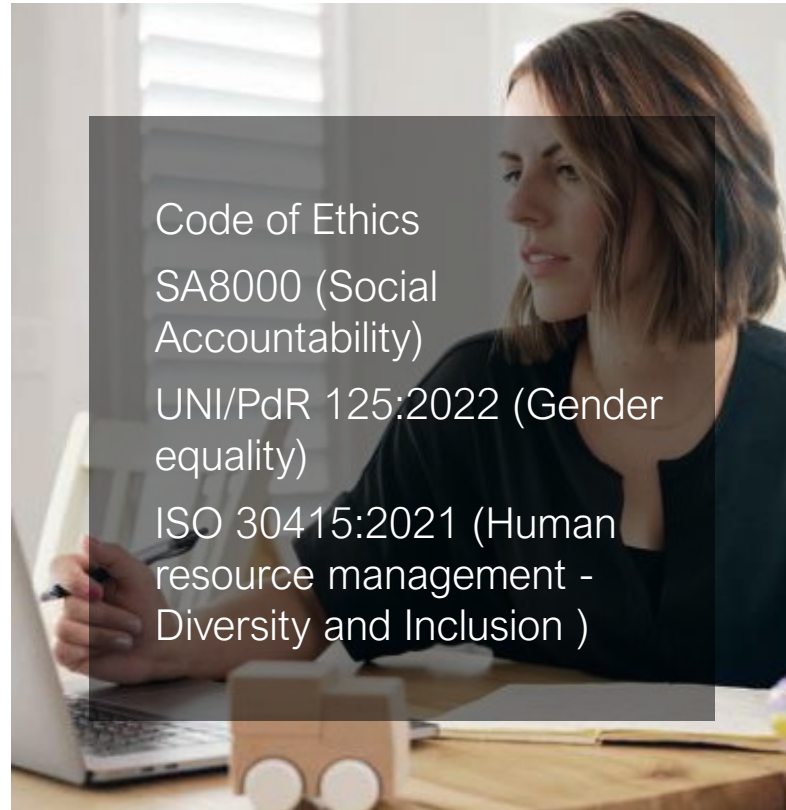 Code of Ethics
SA8000 (Social
Accountability)
UNI/PdR 125:2022 (Gender
equality)
ISO 30415:2021 (Human
resource management -
Diversity and Inclusion )